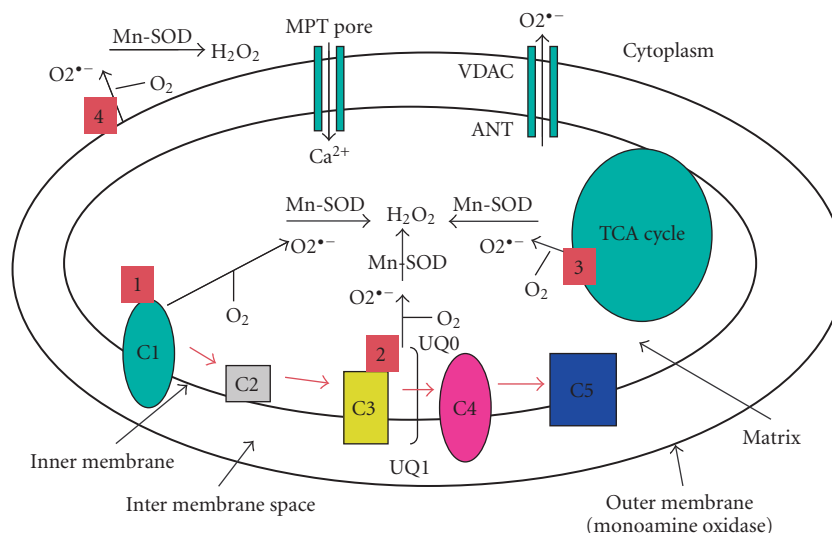 O2•−
MPT pore
Mn-SOD
H2O2
Cytoplasm
VDAC
O2•−
O2
4
ANT
Ca2+
Mn-SOD
H2O2
Mn-SOD
TCA cycle
O2•−
O2•−
Mn-SOD
3
1
O2
O2•−
O2
O2
2
UQ0
C1
C2
C3
C4
C5
Matrix
Inner membrane
UQ1
Inter membrane space
Outer membrane
(monoamine oxidase)